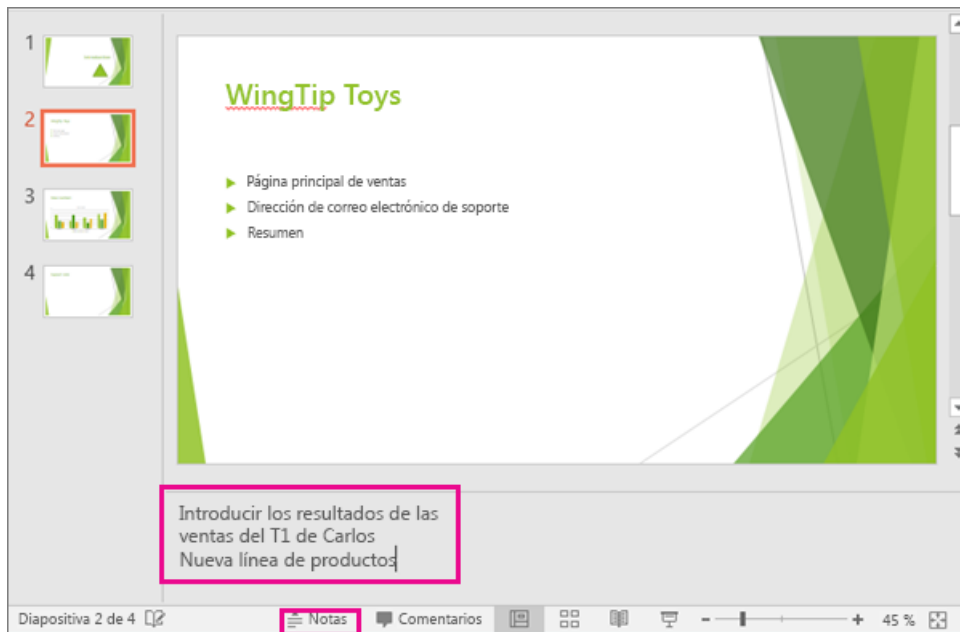 1
2
3
4
WingTip Toys
Página principal de ventas
Dirección de correo electrónico de soporte
Resumen
Introducir los resultados de las
ventas del T1 de Carlos
Nueva línea de productos
Diapositiva 2 de 4 Notas Comentarios 45 %